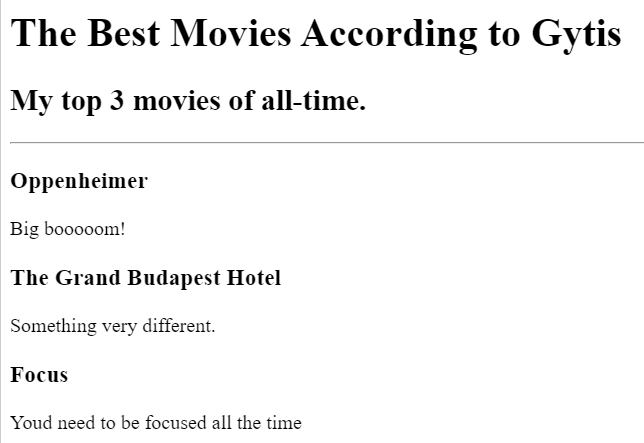 The Best Movies According to Gytis
My top 3 movies of all-time.
Oppenheimer
Big booooom!
The Grand Budapest Hotel
Something very different.
Focus
Youd need to be focused all the time